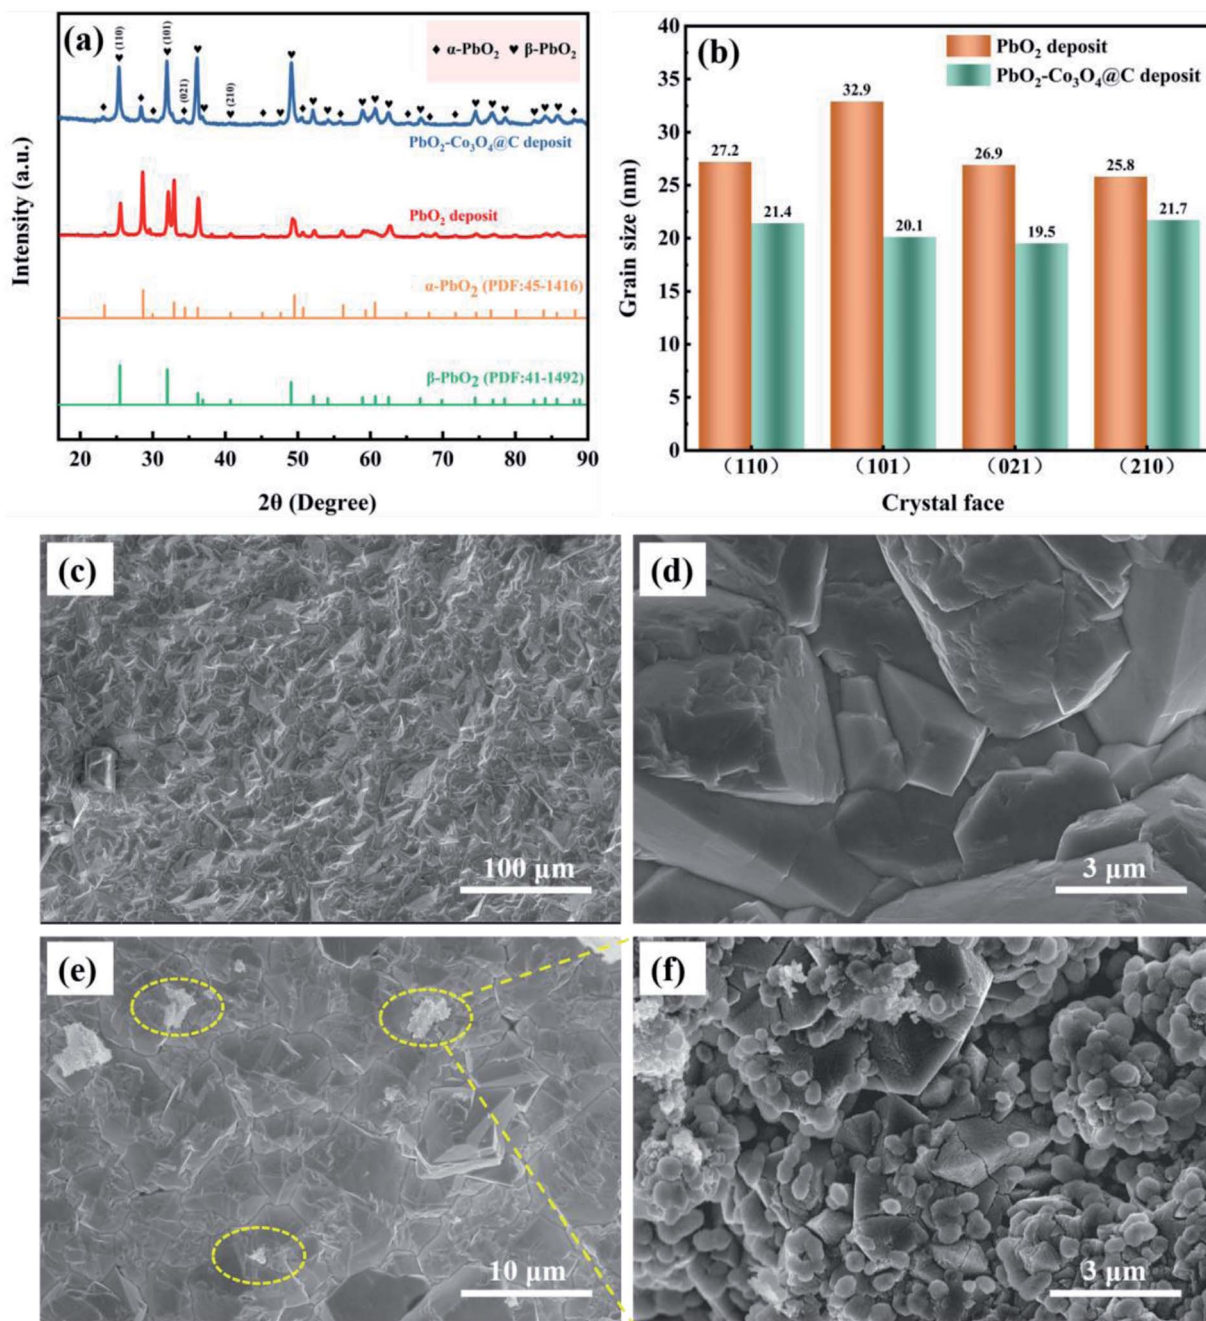 (a)
♦ α-PbO₂ ♥ β-PbO₂
(110)
(101)
(021)
(210)
PbO₂-Co₃O₄@C deposit
PbO₂ deposit
α-PbO₂ (PDF:45-1416)
β-PbO₂ (PDF:41-1492)
Intensity (a.u.)
20 30 40 50 60 70 80 90
2θ (Degree)
(b)
PbO₂ deposit
PbO₂-Co₃O₄@C deposit
Grain size (nm)
40
35
30
25
20
15
10
5
0
27.2
21.4
32.9
20.1
26.9
19.5
25.8
21.7
(110) (101) (021) (210)
Crystal face
(c)
100 µm
(d)
3 µm
(e)
10 µm
(f)
3 µm